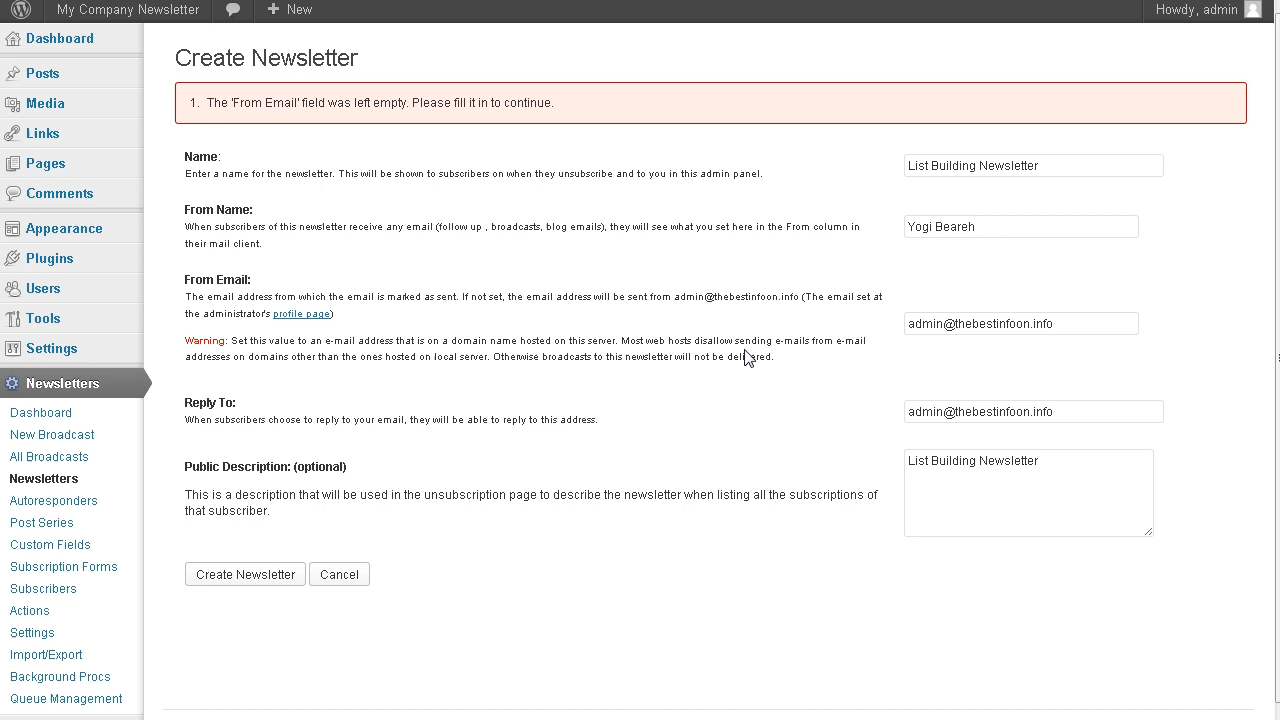 My Company Newsletter
New
Howdy, admin
Dashboard
Posts
Media
Links
Pages
Comments
Appearance
Plugins
Users
Tools
Settings
Newsletters
Dashboard
New Broadcast
All Broadcasts
Newsletters
Autoresponders
Post Series
Custom Fields
Subscription Forms
Subscribers
Actions
Settings
Import/Export
Background Procs
Queue Management
Create Newsletter
1. The 'From Email' field was left empty. Please fill it in to continue.
Name:
Enter a name for the newsletter. This will be shown to subscribers on when they unsubscribe and to you in this admin panel.
List Building Newsletter
From Name:
When subscribers of this newsletter receive any email (follow up , broadcasts, blog emails), they will see what you set here in the From column in
their mail client.
Yogi Beareh
From Email:
The email address from which the email is marked as sent. If not set, the email address will be sent from admin@thebestinfoon.info (The email set at
the administrator's profile page)
Warning: Set this value to an e-mail address that is on a domain name hosted on this server. Most web hosts disallow sending e-mails from e-mail
addresses on domains other than the ones hosted on local server. Otherwise broadcasts to this newsletter will not be delivered.
admin@thebestinfoon.info
Reply To:
When subscribers choose to reply to your email, they will be able to reply to this address.
admin@thebestinfoon.info
Public Description: (optional)
This is a description that will be used in the unsubscription page to describe the newsletter when listing all the subscriptions of
that subscriber.
List Building Newsletter
Create Newsletter
Cancel